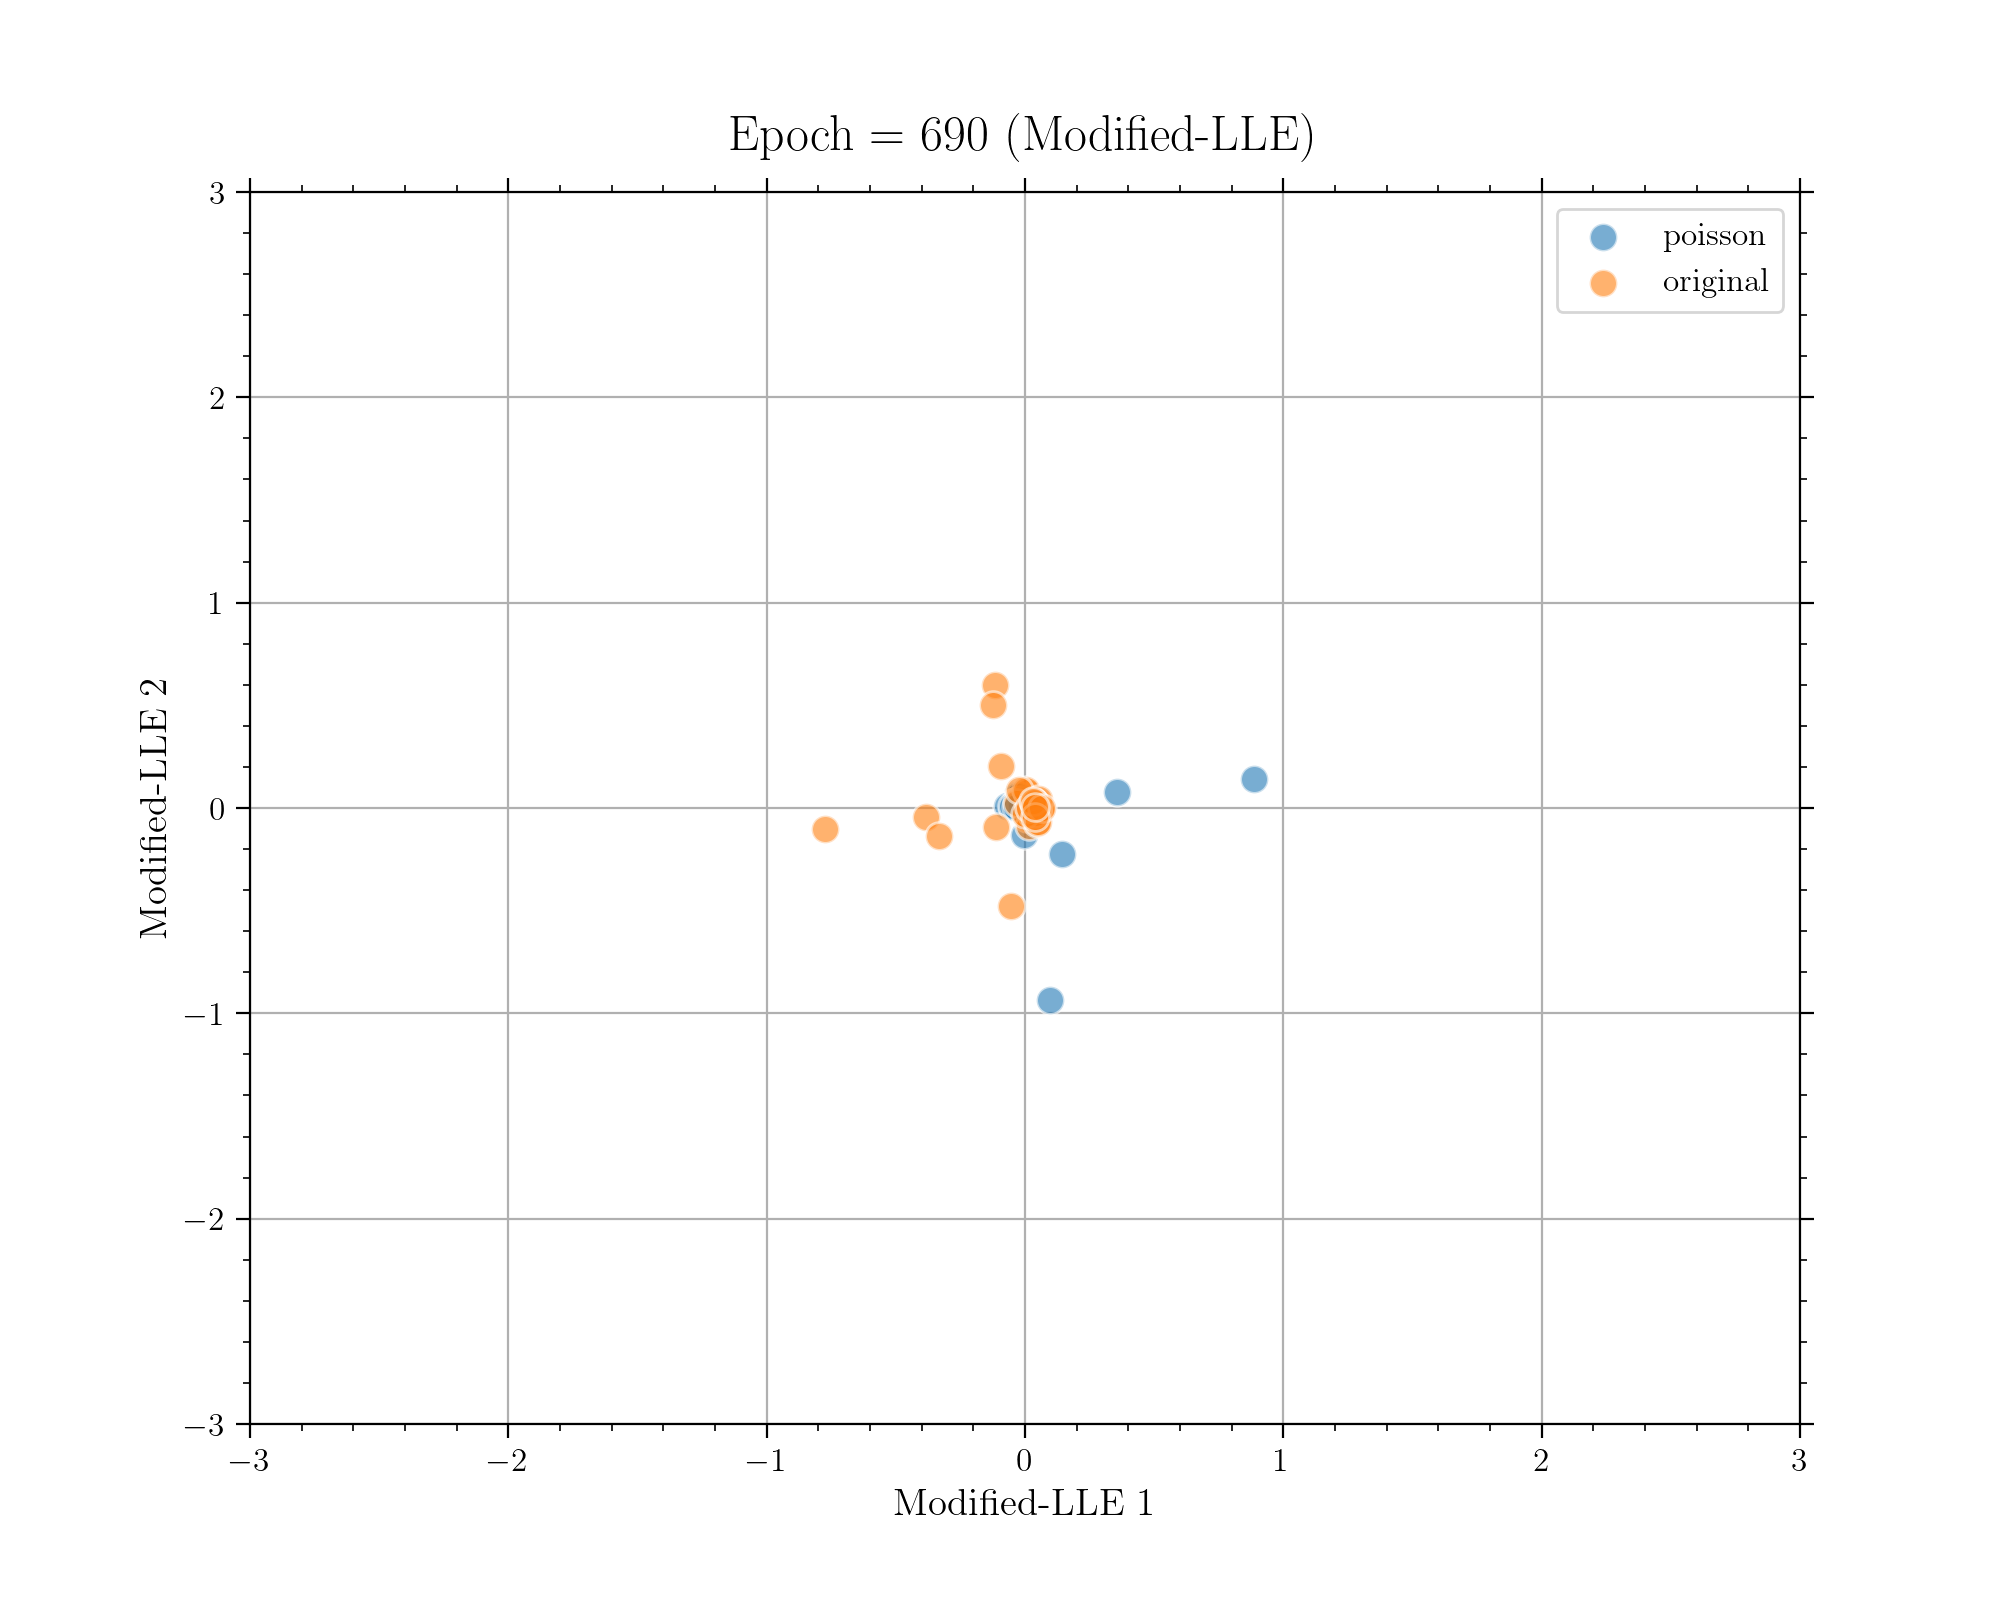 Epoch = 690 (Modified-LLE)
poisson
original
3
2
1
0
−1
−2
−3
Modified-LLE 2
−3
−2
−1
0
1
2
3
Modified-LLE 1